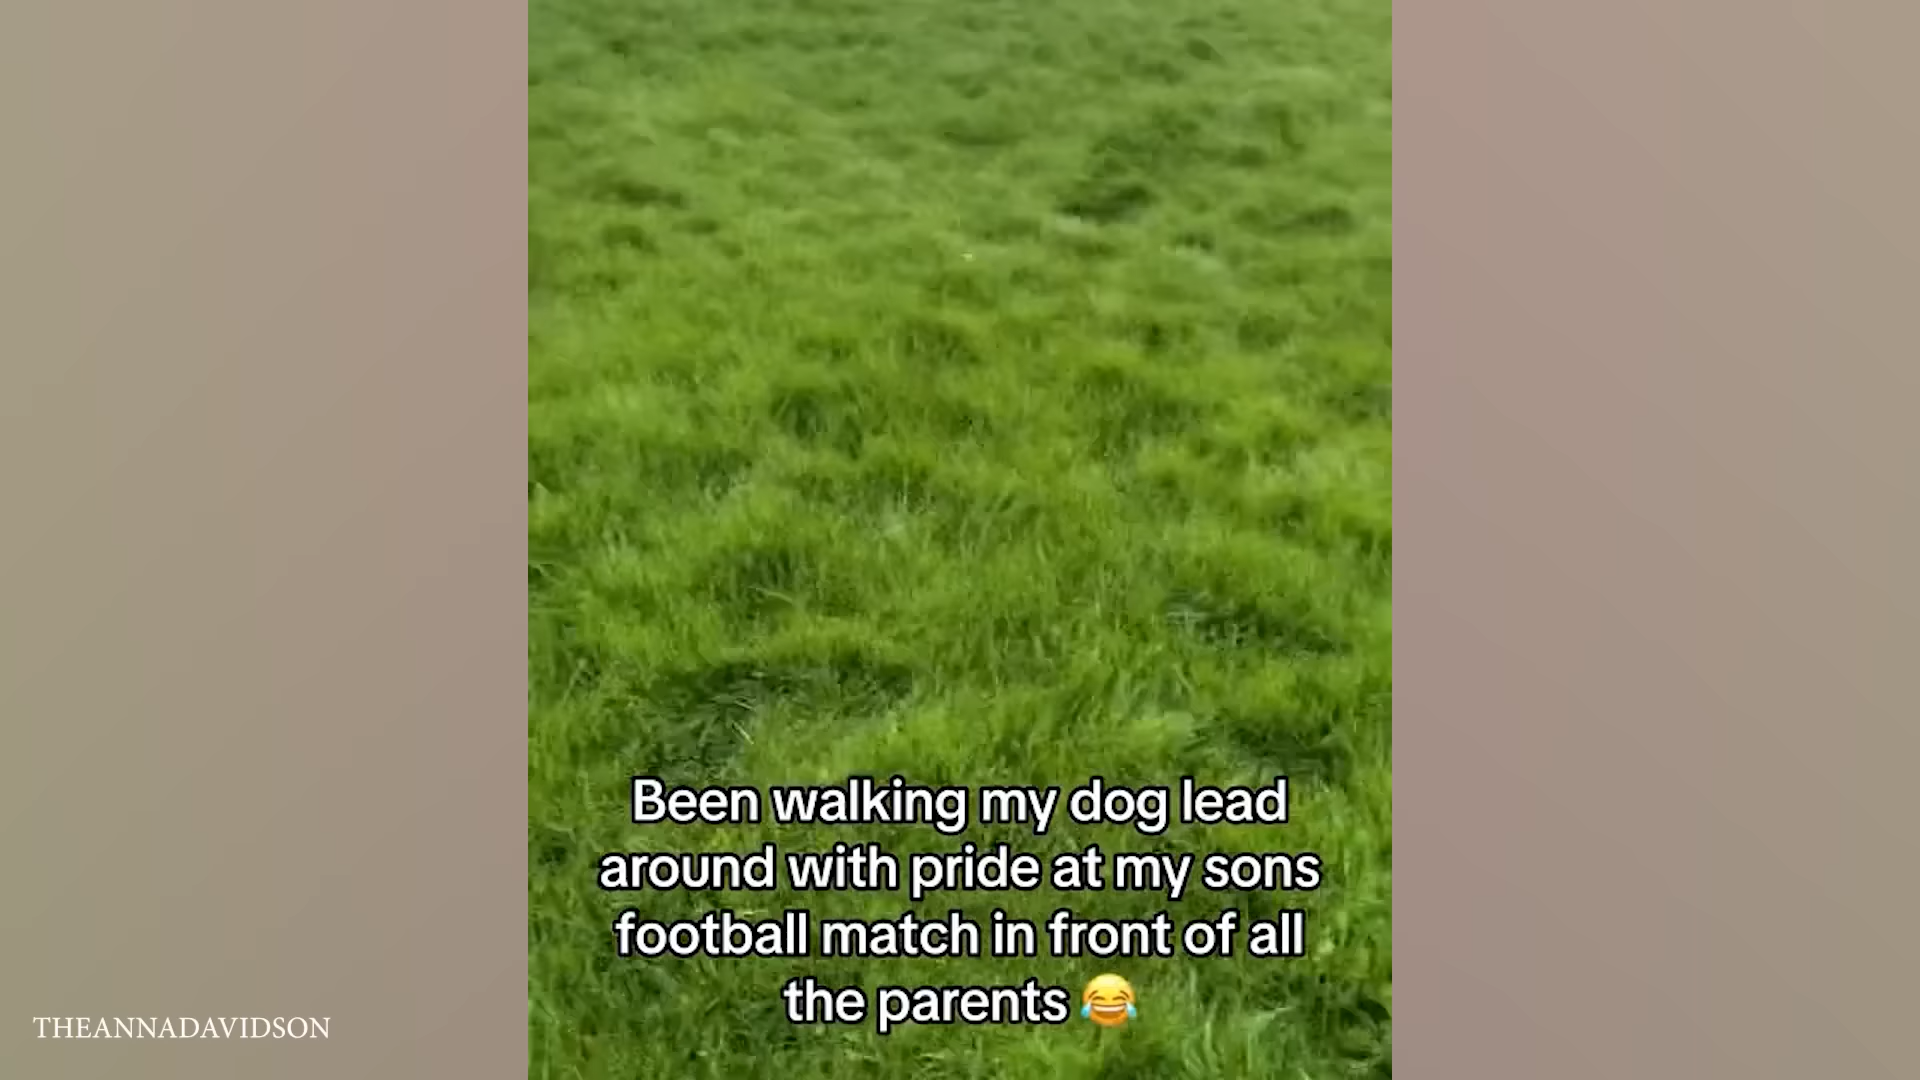 Been walking my dog lead
around with pride at my sons
football match in front of all
the parents 😂
THEANNADAVIDSON